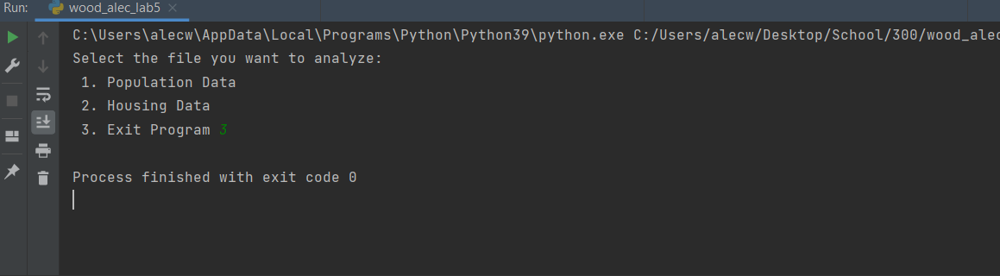 Run: wood_alec_lab5
C:\Users\alecw\AppData\Local\Programs\Python\Python39\python.exe C:/Users/alecw/Desktop/School/300/wood_alec
Select the file you want to analyze:
1. Population Data
2. Housing Data
3. Exit Program 3
Process finished with exit code 0